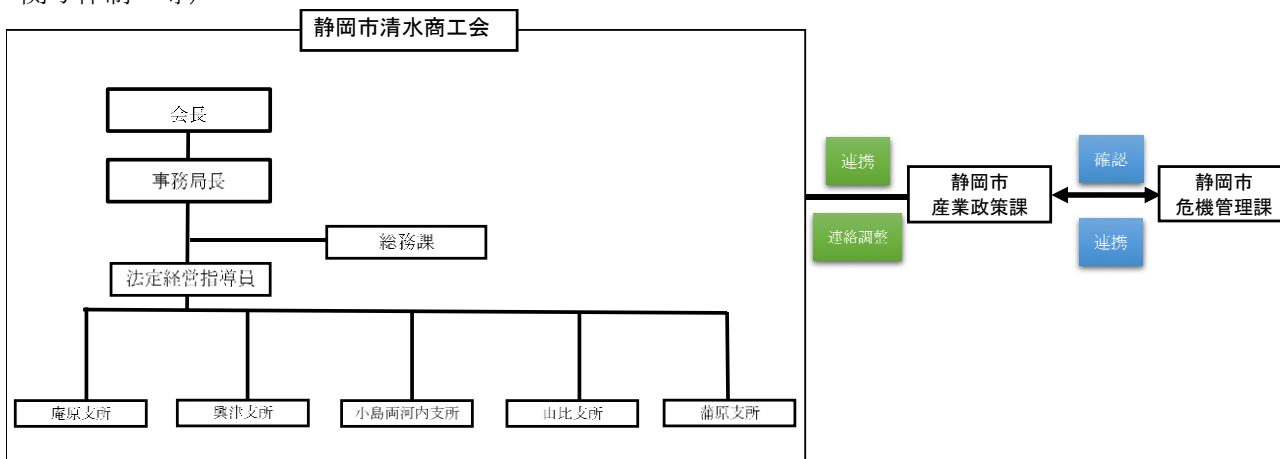 静岡市清水商工会
会長
事務局長
総務課
法定経営指導員
庵原支所
興津支所
小島両河内支所
由比支所
蒲原支所
連携
連絡調整
静岡市
産業政策課
確認
連携
静岡市
危機管理課